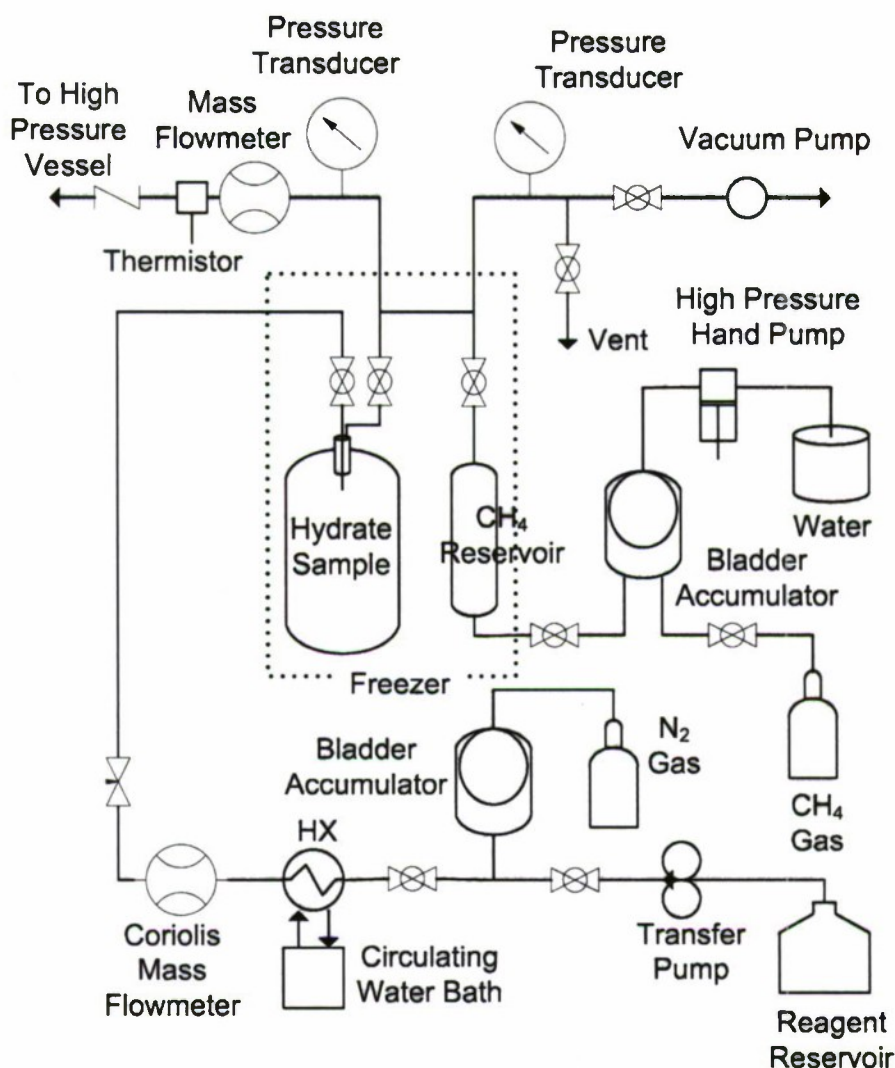 Pressure
Transducer
Pressure
Transducer
To High
Pressure
Vessel
Mass
Flowmeter
Vacuum Pump
Thermistor
High Pressure
Hand Pump
Vent
Hydrate
Sample
CH₄
Reservoir
Water
Bladder
Accumulator
Freezer
Bladder
Accumulator
N₂
Gas
CH₄
Gas
HX
Coriolis
Mass
Flowmeter
Circulating
Water Bath
Transfer
Pump
Reagent
Reservoir